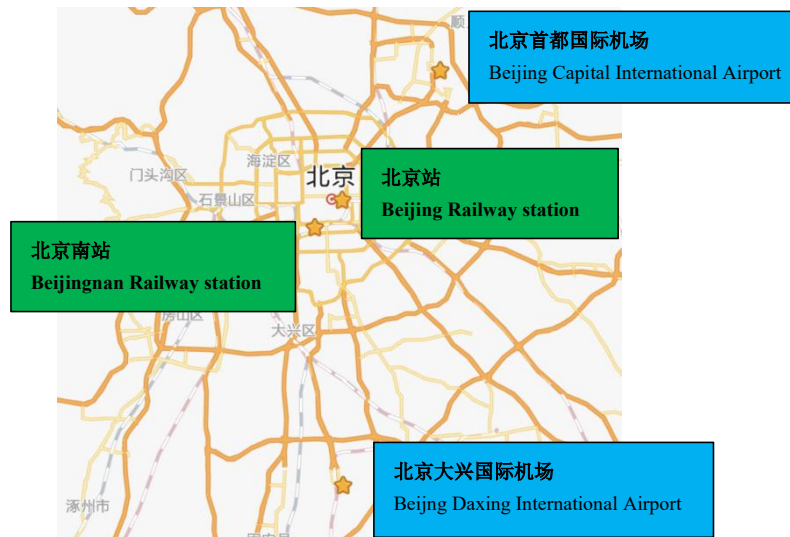 北京首都国际机场
Beijing Capital International Airport
顺
海淀区
门头沟区
北京
石景山区
北京站
Beijing Railway station
北京南站
Beijingnan Railway station
房山区
大兴区
北京大兴国际机场
Beijng Daxing International Airport
涿州市